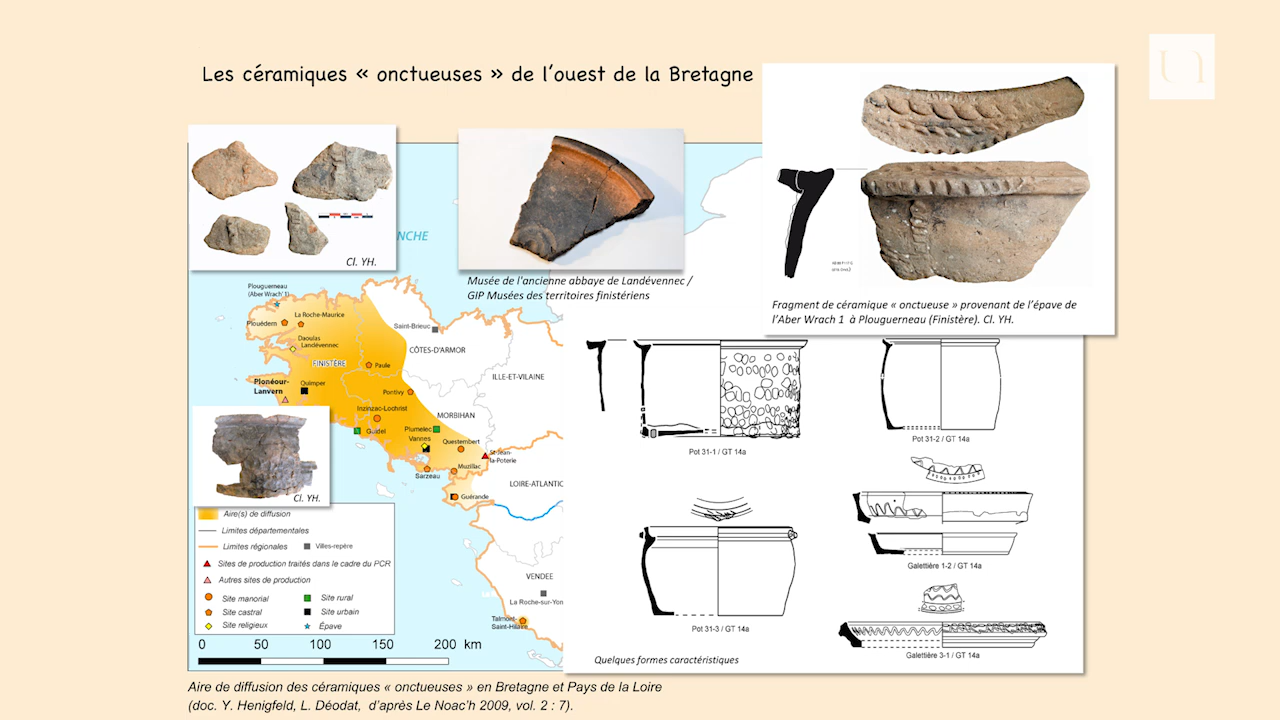 Les céramiques « onctueuses » de l'ouest de la Bretagne
Cl. YH.
NCHE
Musée de l'ancienne abbaye de Landévennec /
GIP Musées des territoires finistériens
Fragment de céramique « onctueuse » provenant de l'épave de
l'Aber Wrach 1 à Plouguerneau (Finistère). Cl. YH.
Plouguerneau
(Aber Wrach' 1)
La Roche-Maurice
Plouédern
Saint-Brieuc
Daoulas
Landévennec
CÔTES-D'ARMOR
FINISTÈRE
Paule
ILLE-ET-VILAINE
Plonéour-
Lanvern
Quimper
Pontivy
Inzinzac-Lochrist
MORBIHAN
Guidel
Plumelec
Vannes
Questembert
St-Jean-
la-Poterie
Muzillac
Sarzeau
LOIRE-ATLANTIC
Guérande
Cl. YH.
VENDEE
La Roche-sur-Yon
Talmont-
Saint-Hilaire
Aire(s) de diffusion
Limites départementales
Limites régionales
Villes-repère
Sites de production traités dans le cadre du PCR
Autres sites de production
Site manorial
Site rural
Site castral
Site urbain
Site religieux
Épave
0 50 100 150 200 km
Pot 31-1 / GT 14a
Pot 31-2 / GT 14a
Galettière 1-2 / GT 14a
Pot 31-3 / GT 14a
Galettière 3-1 / GT 14a
Quelques formes caractéristiques
Aire de diffusion des céramiques « onctueuses » en Bretagne et Pays de la Loire
(doc. Y. Henigfeld, L. Déodat, d'après Le Noac'h 2009, vol. 2 : 7).